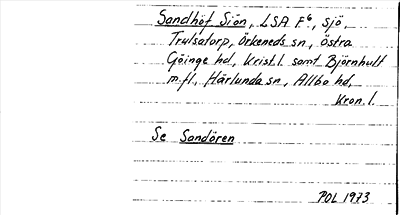 Sandhöf Sjön, LSA F⁶, sjö,
Trulsatorp, Örkeneds sn, Östra
Göinge hd, Krist.l. samt Björnhult
m.fl., Härlunda sn, Allbo hd,
Kron.l.
Se Sandören
POL 1973